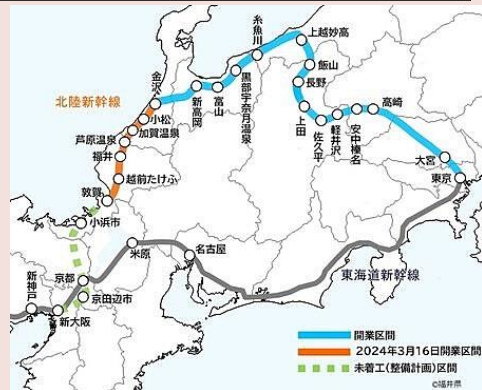 糸魚川
上越妙高
飯山
長野
上田
佐久平
軽井沢
安中榛名
高崎
大宮
東京
黒部宇奈月温泉
富山
新高岡
金沢
北陸新幹線
小松
加賀温泉
芦原温泉
福井
越前たけふ
敦賀
小浜市
米原
名古屋
東海道新幹線
京都
京田辺市
新神戸
新大阪
開業区間
2024年3月16日開業区間
未着工(整備計画)区間
©福井県